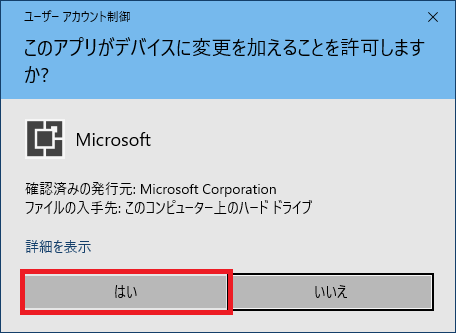 ユーザー アカウント制御
このアプリがデバイスに変更を加えることを許可します
か?
Microsoft
確認済みの発行元: Microsoft Corporation
ファイルの入手先: このコンピューター上のハード ドライブ
詳細を表示
はい
いいえ